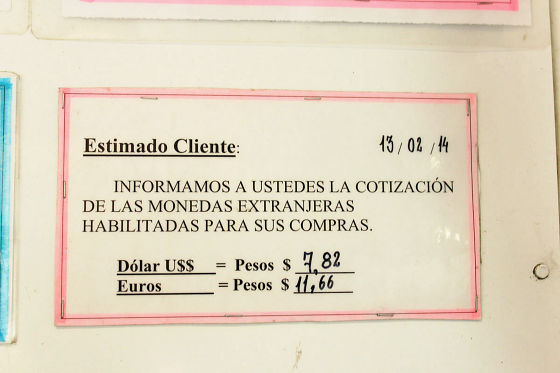 Estimado Cliente: 13/02/14
INFORMAMOS A USTEDES LA COTIZACIÓN
DE LAS MONEDAS EXTRANJERAS
HABILITADAS PARA SUS COMPRAS.
Dólar U$$ = Pesos $ 7,82
Euros = Pesos $ 11,66